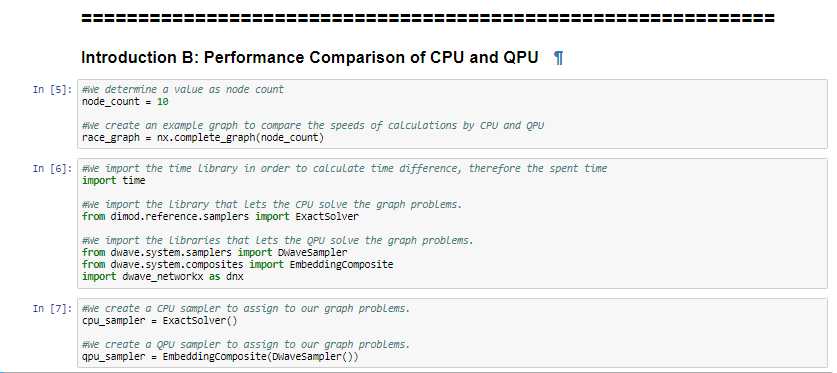 ================================================================
Introduction B: Performance Comparison of CPU and QPU ¶
In [5]: #We determine a value as node count
node_count = 10
#We create an example graph to compare the speeds of calculations by CPU and QPU
race_graph = nx.complete_graph(node_count)
In [6]: #We import the time library in order to calculate time difference, therefore the spent time
import time
#We import the library that lets the CPU solve the graph problems.
from dimod.reference.samplers import ExactSolver
#We import the libraries that lets the QPU solve the graph problems.
from dwave.system.samplers import DWaveSampler
from dwave.system.composites import EmbeddingComposite
import dwave_networkx as dnx
In [7]: #We create a CPU sampler to assign to our graph problems.
cpu_sampler = ExactSolver()
#We create a QPU sampler to assign to our graph problems.
qpu_sampler = EmbeddingComposite(DWaveSampler())